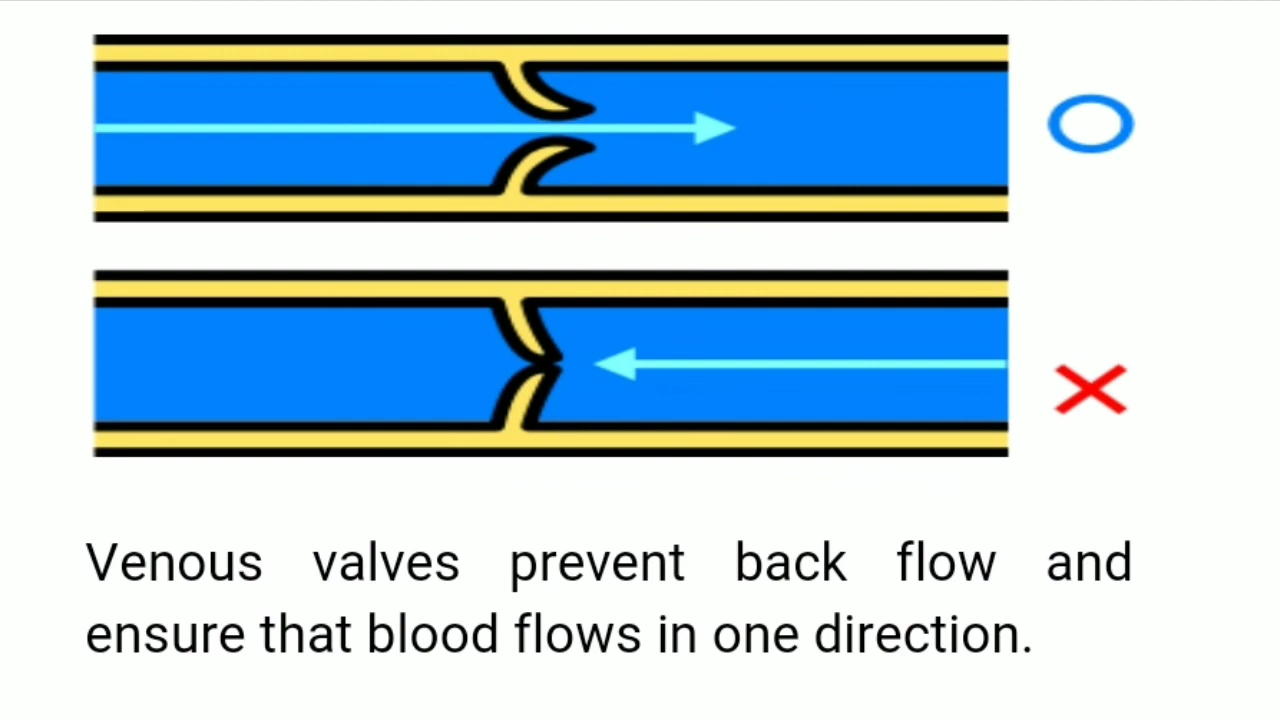 Venous valves prevent back flow and
ensure that blood flows in one direction.